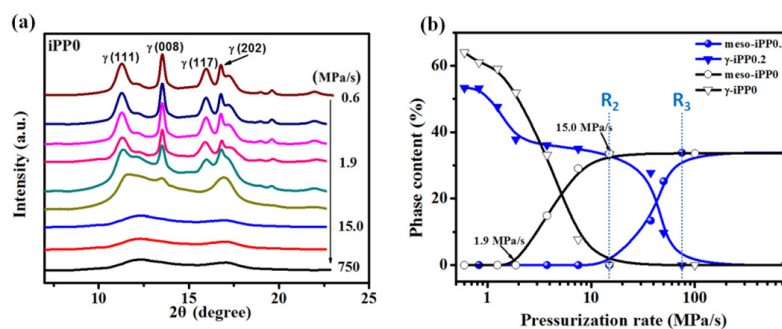 (a)
iPP0
γ (111)
γ (008)
γ (117)
γ (202)
(MPa/s)
0.6
1.9
15.0
750
Intensity (a.u.)
10
15
20
25
2θ (degree)
(b)
meso-iPP0.
γ-iPP0.2
meso-iPP0
γ-iPP0
R2
R3
15.0 MPa/s
1.9 MPa/s
Phase content (%)
80
60
40
20
0
1
10
100
Pressurization rate (MPa/s)